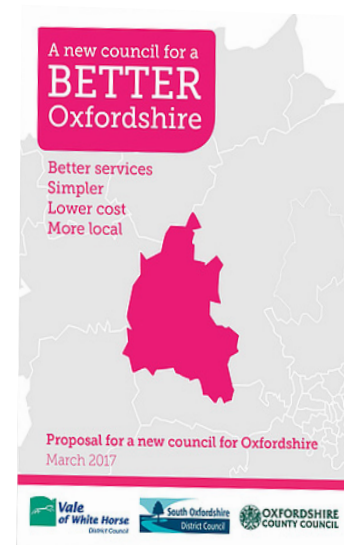 A new council for a
BETTER
Oxfordshire
Better services
Simpler
Lower cost
More local
Proposal for a new council for Oxfordshire
March 2017
Vale
of White Horse
District Council
South Oxfordshire
District Council
OXFORDSHIRE
COUNTY COUNCIL